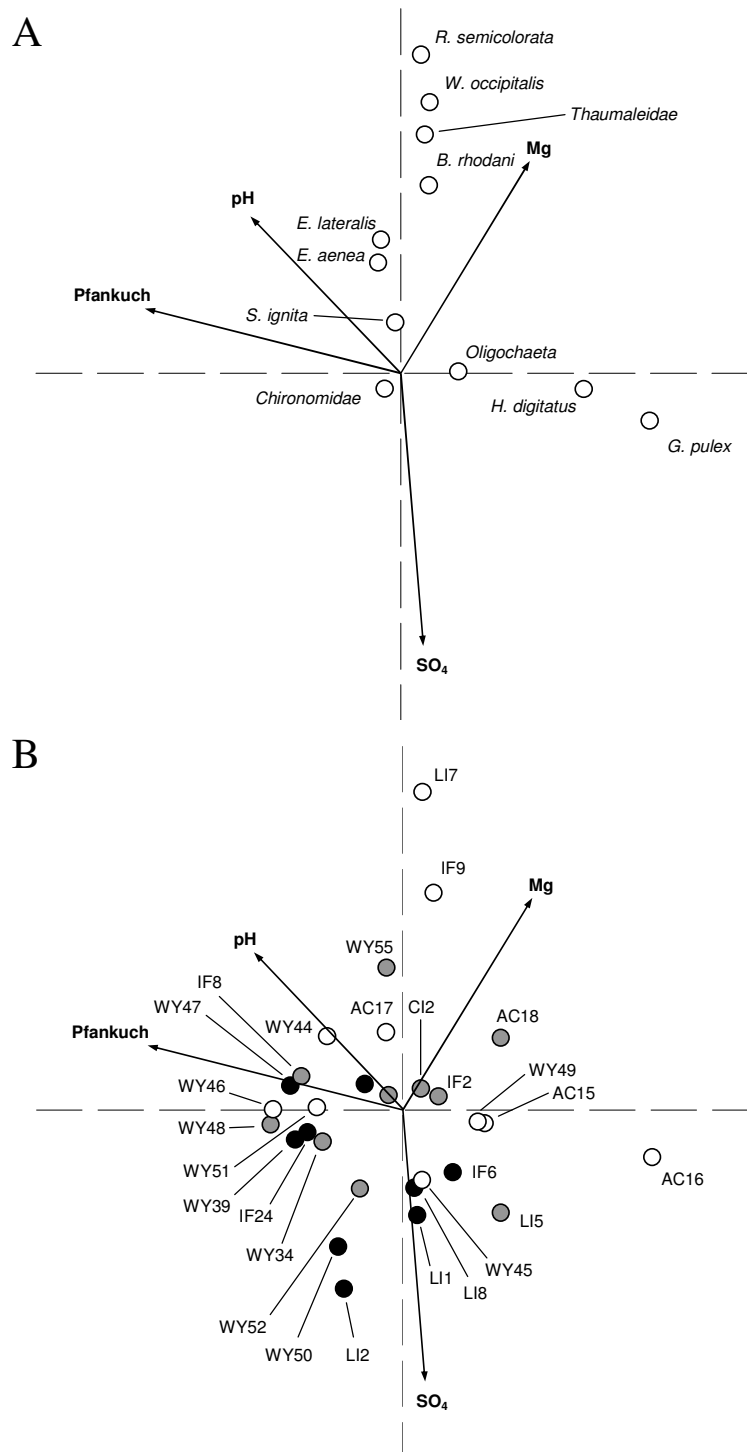 A
R. semicolorata
W. occipitalis
Thaumaleidae
Mg
B. rhodani
pH
E. lateralis
E. aenea
Pfankuch
S. ignita
Oligochaeta
Chironomidae
H. digitatus
G. pulex
SO₄
B
LI7
IF9
Mg
pH
WY55
IF8
WY47
WY44
AC17
CI2
AC18
Pfankuch
IF2
WY49
AC15
WY46
WY48
WY51
IF6
AC16
WY39
IF24
LI5
WY34
WY45
LI1
LI8
WY52
WY50
LI2
SO₄